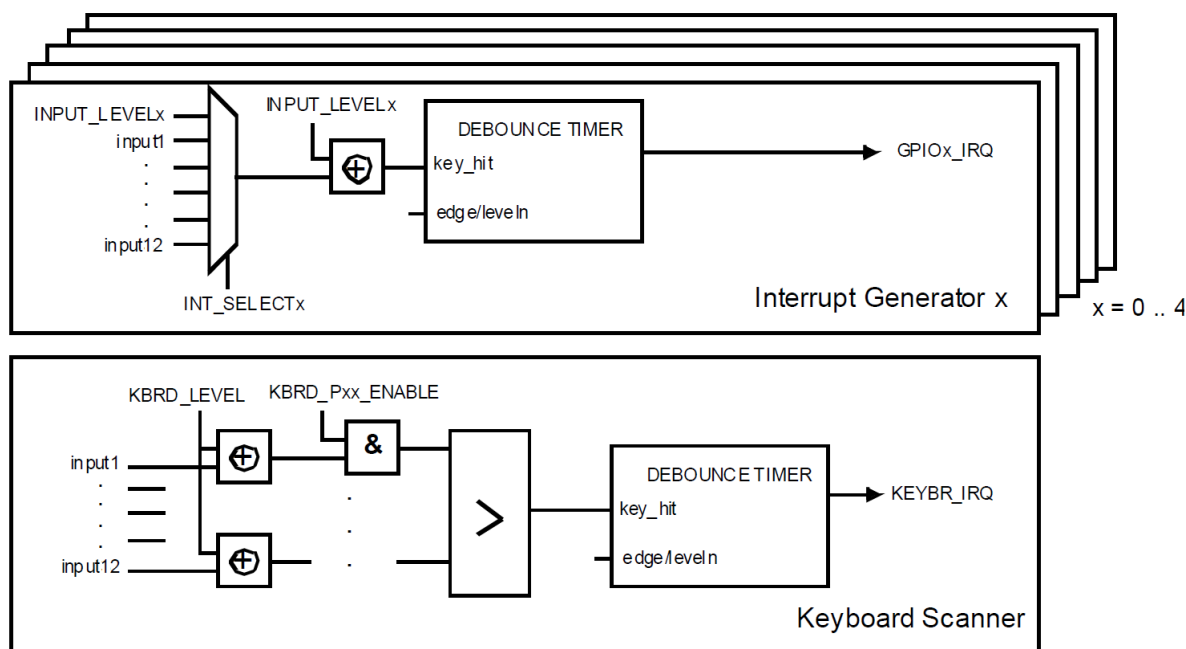 INPUT_LEVELx
input1
.
.
.
.
input12
INT_SELECTx
INPUT_LEVELx
DEBOUNCE TIMER
key_hit
edge/leveln
GPIOx_IRQ
Interrupt Generator x
x = 0 .. 4
KBRD_LEVEL
KBRD_Pxx_ENABLE
&
input1
.
.
.
.
input12
.
.
.
>
DEBOUNCE TIMER
key_hit
edge/leveln
KEYBR_IRQ
Keyboard Scanner